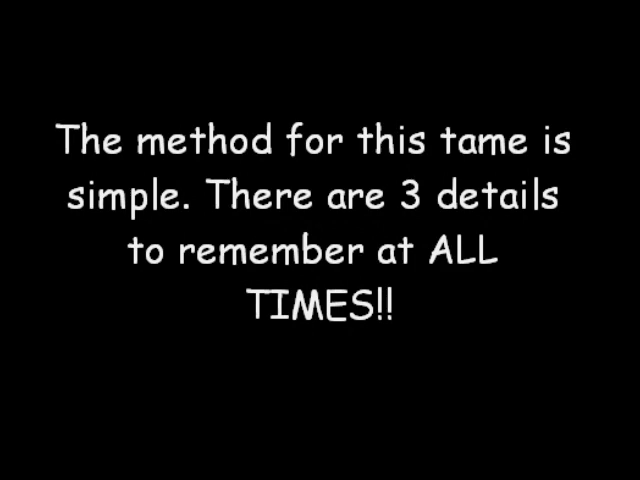 The method for this tame is
simple. There are 3 details
to remember at ALL
TIMES!!